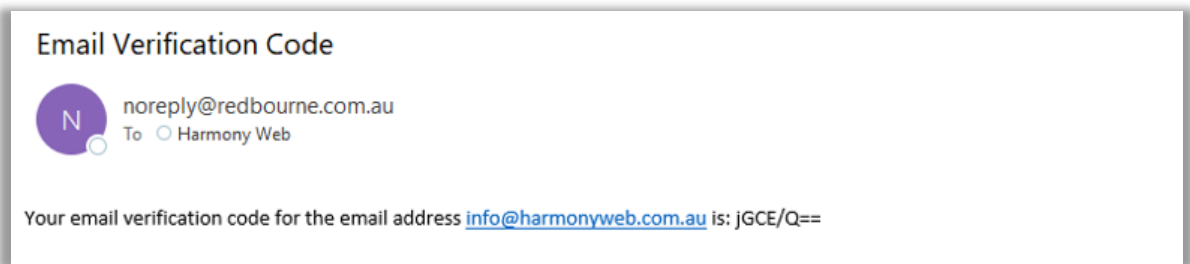 Email Verification Code
N
noreply@redbourne.com.au
To Harmony Web
Your email verification code for the email address info@harmonyweb.com.au is: jGCE/Q==